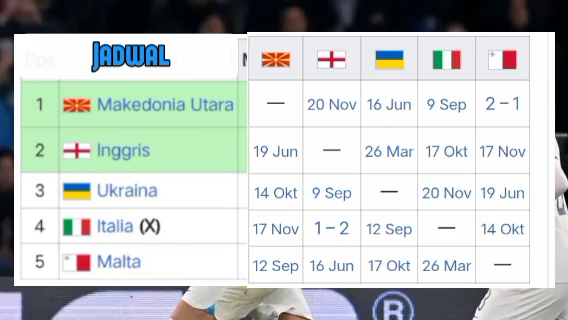 JADWAL
Pos
1 Makedonia Utara — 20 Nov 16 Jun 9 Sep 2 – 1
2 Inggris 19 Jun — 26 Mar 17 Okt 17 Nov
3 Ukraina 14 Okt 9 Sep — 20 Nov 19 Jun
4 Italia (X) 17 Nov 1 – 2 12 Sep — 14 Okt
5 Malta 12 Sep 16 Jun 17 Okt 26 Mar —
®